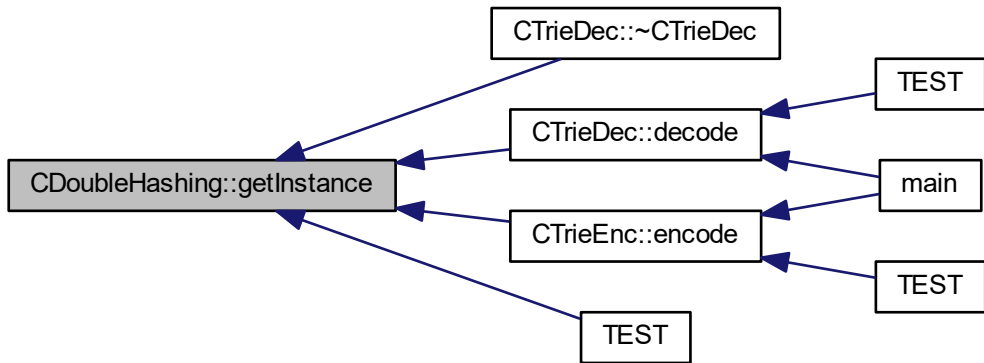 CTrieDec::~CTrieDec
TEST
CTrieDec::decode
CDoubleHashing::getInstance
main
CTrieEnc::encode
TEST
TEST